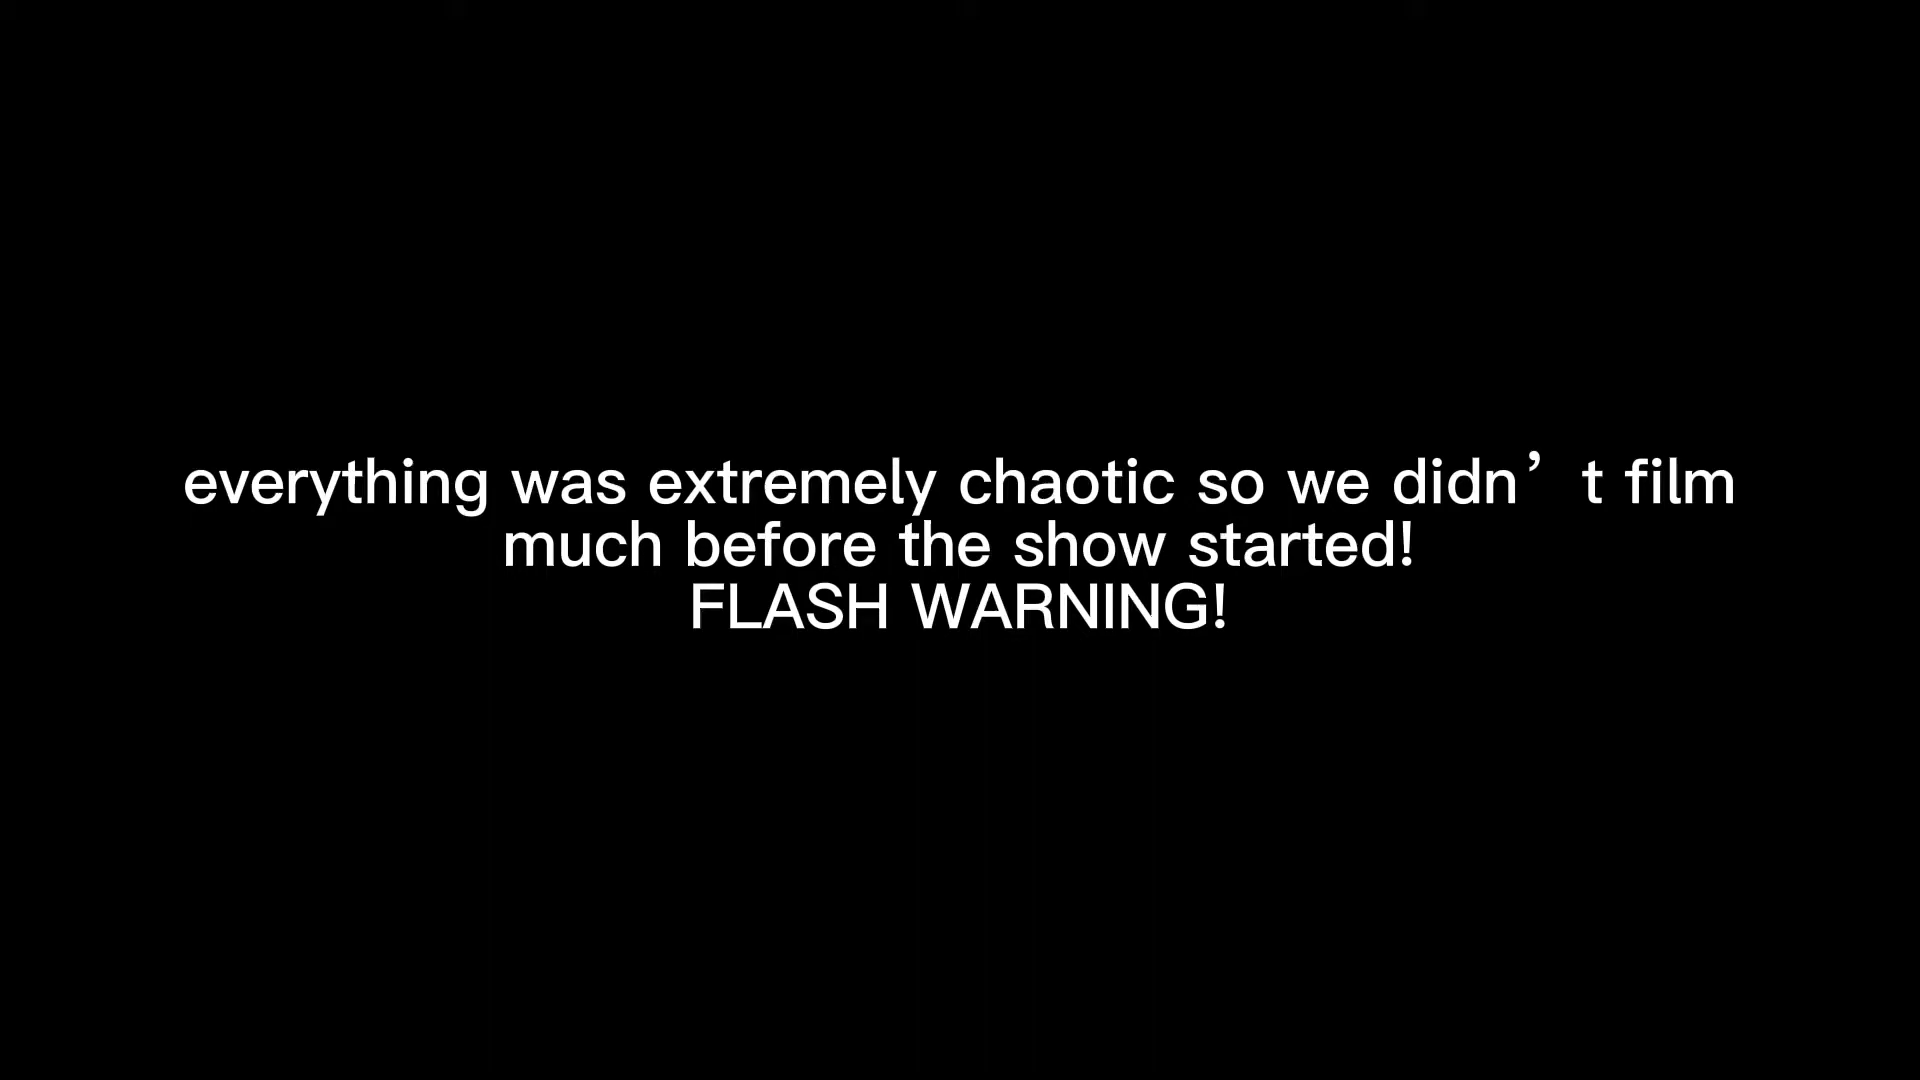 everything was extremely chaotic so we didn’t film
much before the show started!
FLASH WARNING!